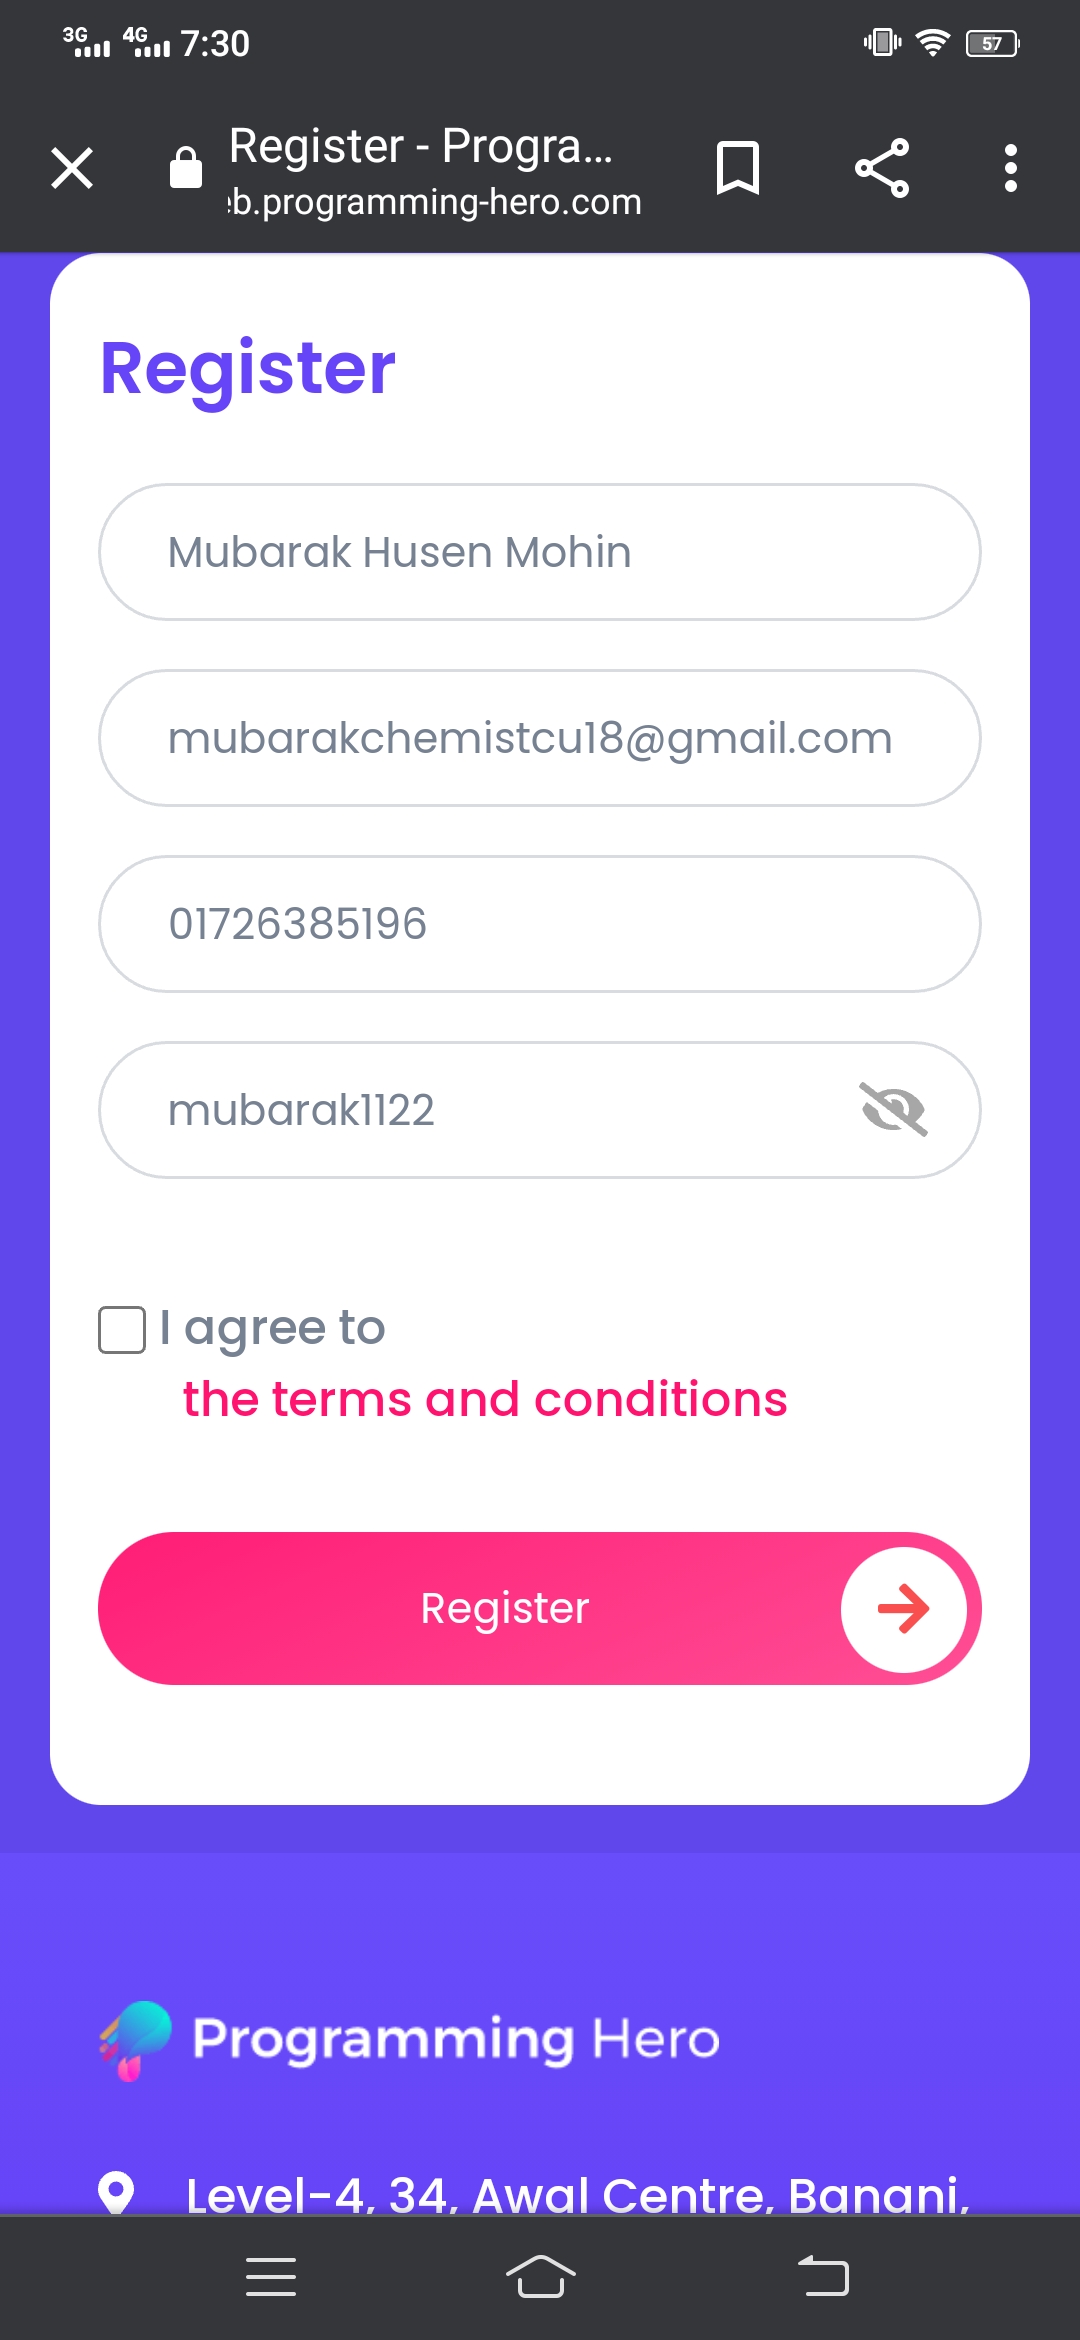 3G 4G 7:30 57
Register - Progra...
eb.programming-hero.com
Register
Mubarak Husen Mohin
mubarakchemistcu18@gmail.com
01726385196
mubarak1122
I agree to
the terms and conditions
Register
Programming Hero
Level-4, 34, Awal Centre, Banani,